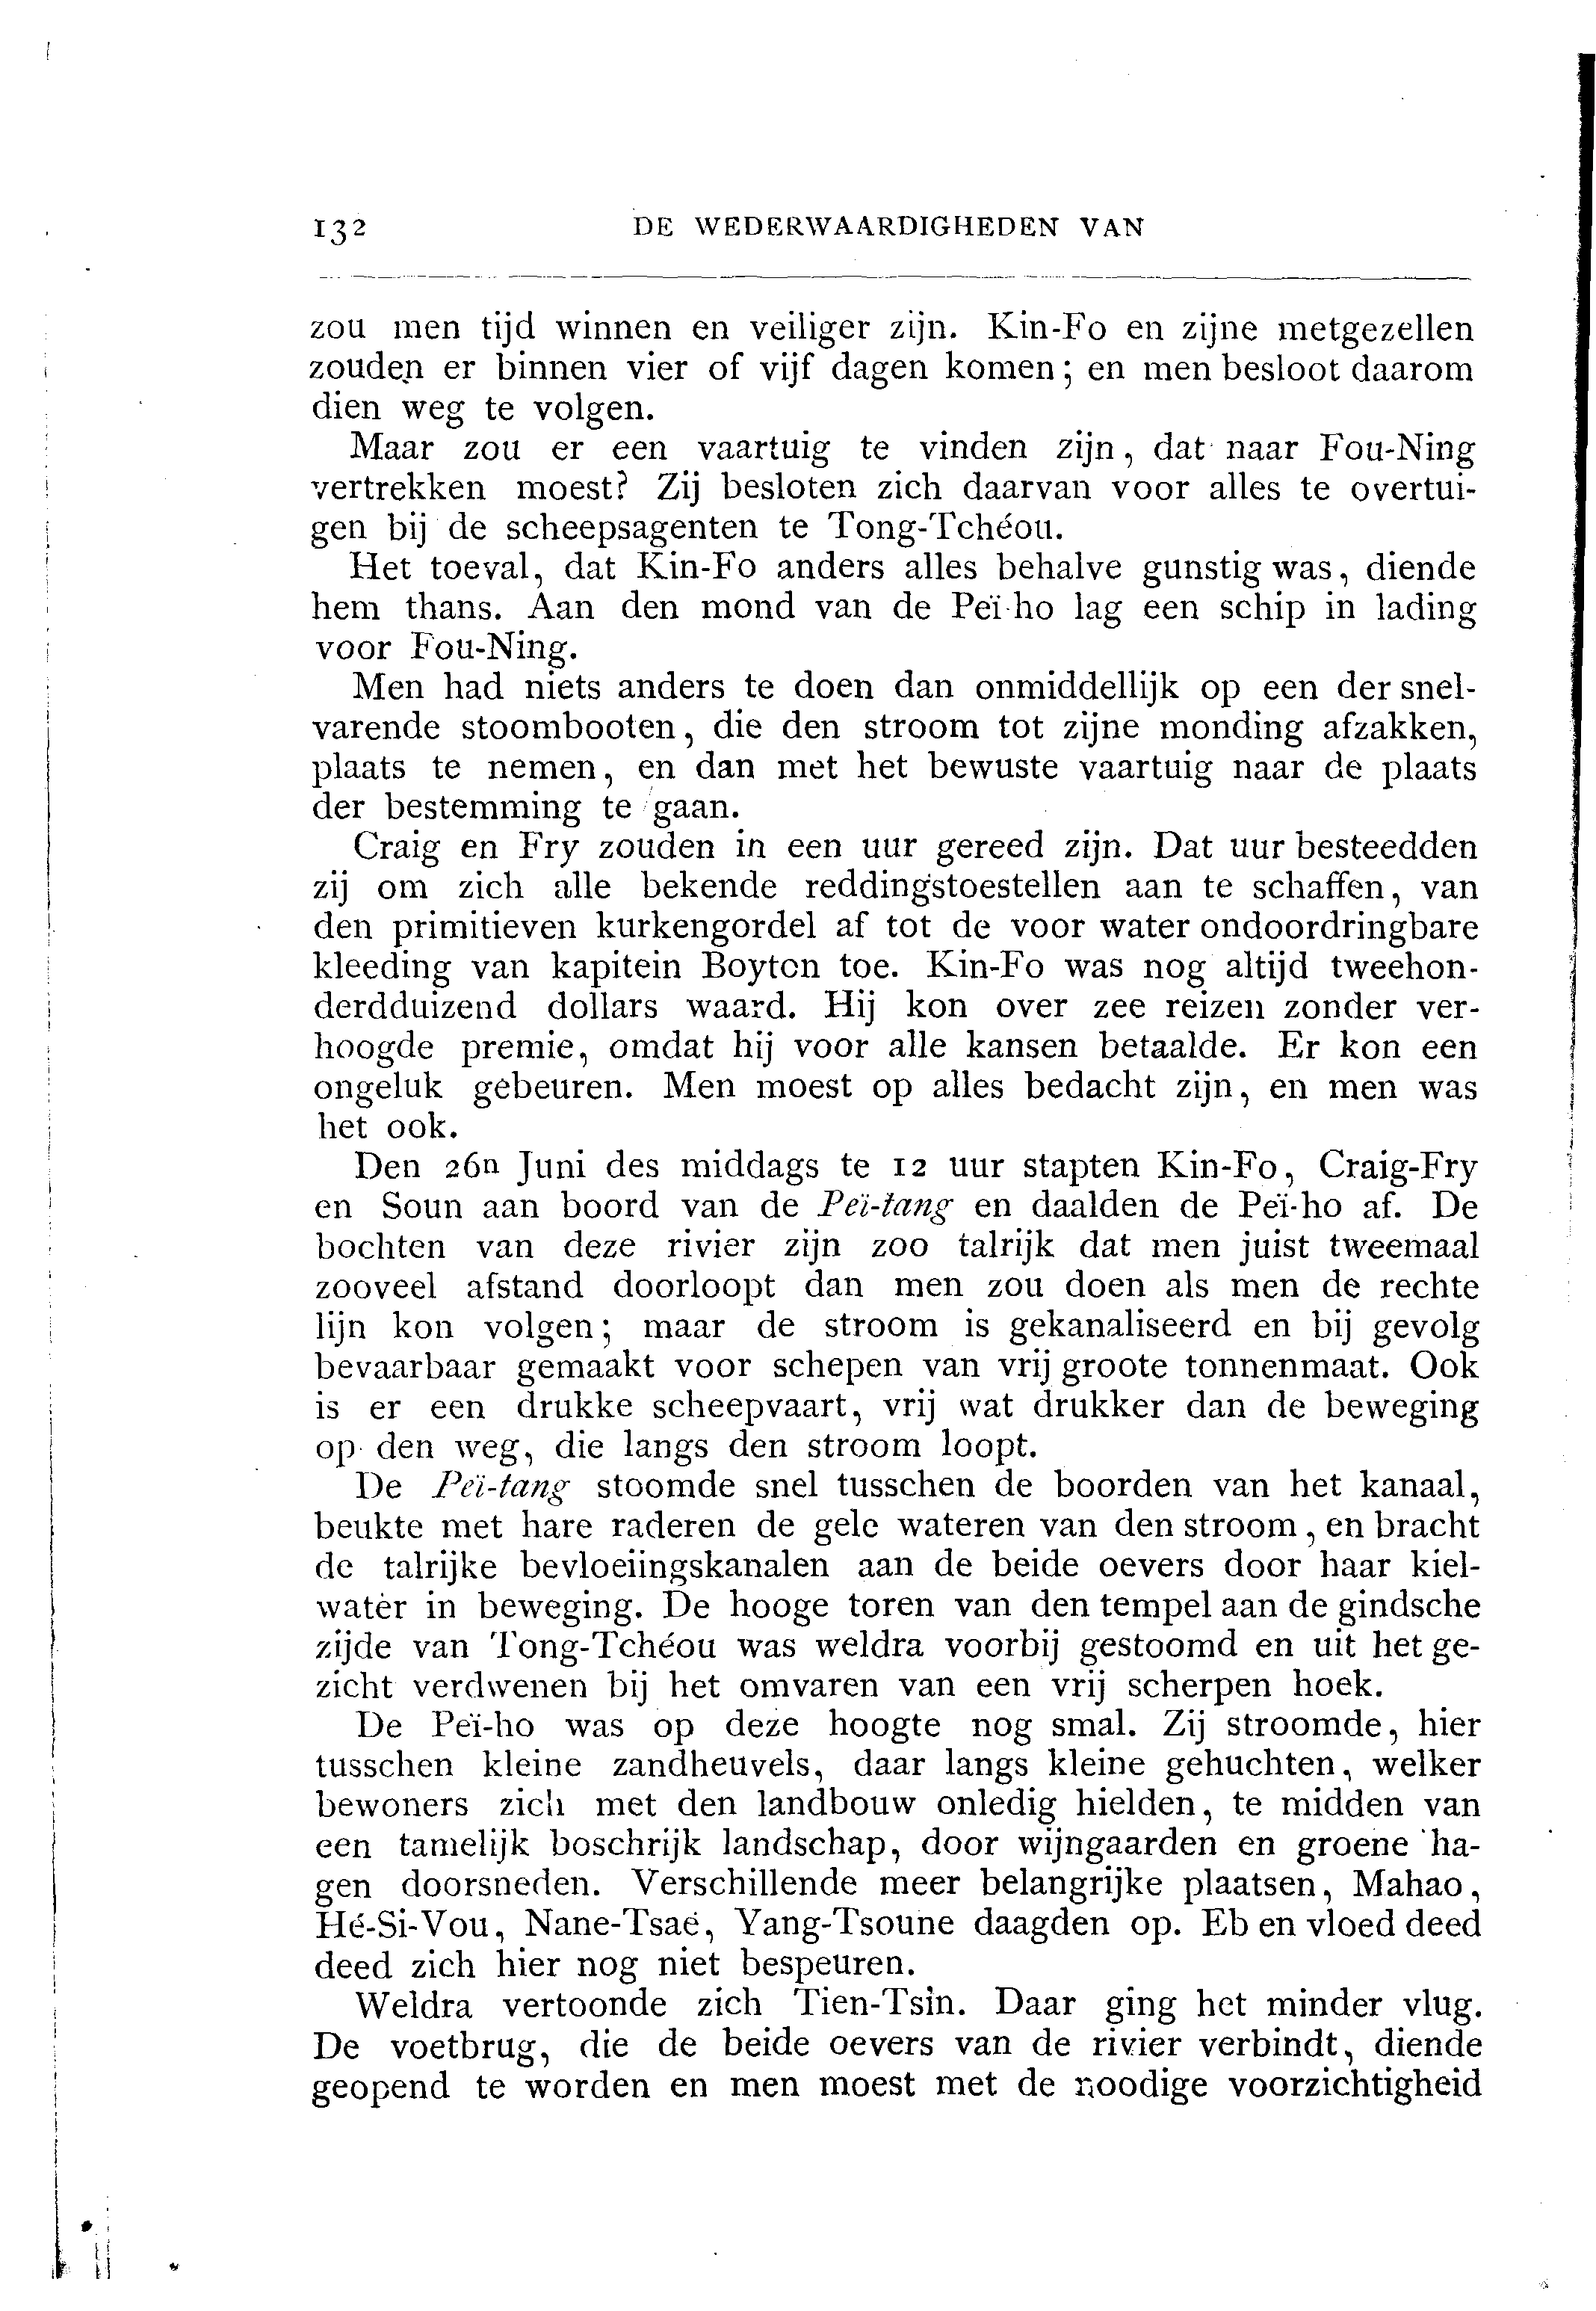 132 DE WEDERWAARDIGHEDEN VAN
zou men tijd winnen en veiliger zijn. Kin-Fo en zijne metgezellen
zouden er binnen vier of vijf dagen komen; en men besloot daarom
dien weg te volgen.
Maar zou er een vaartuig te vinden zijn, dat naar Fou-Ning
vertrekken moest? Zij besloten zich daarvan voor alles te overtui-
gen bij de scheepsagenten te Tong-Tchéou.
Het toeval, dat Kin-Fo anders alles behalve gunstig was, diende
hem thans. Aan den mond van de Peï-ho lag een schip in lading
voor Fou-Ning.
Men had niets anders te doen dan onmiddellijk op een der snel-
varende stoombooten, die den stroom tot zijne monding afzakken,
plaats te nemen, en dan met het bewuste vaartuig naar de plaats
der bestemming te gaan.
Craig en Fry zouden in een uur gereed zijn. Dat uur besteedden
zij om zich alle bekende reddingstoestellen aan te schaffen, van
den primitieven kurkengordel af tot de voor water ondoordringbare
kleeding van kapitein Boyton toe. Kin-Fo was nog altijd tweehon-
derdduizend dollars waard. Hij kon over zee reizen zonder ver-
hoogde premie, omdat hij voor alle kansen betaalde. Er kon een
ongeluk gebeuren. Men moest op alles bedacht zijn, en men was
het ook.
Den 26n Juni des middags te 12 uur stapten Kin-Fo, Craig-Fry
en Soun aan boord van de Peï-tang en daalden de Peï-ho af. De
bochten van deze rivier zijn zoo talrijk dat men juist tweemaal
zooveel afstand doorloopt dan men zou doen als men de rechte
lijn kon volgen; maar de stroom is gekanaliseerd en bij gevolg
bevaarbaar gemaakt voor schepen van vrij groote tonnenmaat. Ook
is er een drukke scheepvaart, vrij wat drukker dan de beweging
op den weg, die langs den stroom loopt.
De Peï-tang stoomde snel tusschen de boorden van het kanaal,
beukte met hare raderen de gele wateren van den stroom, en bracht
de talrijke bevloeiingskanalen aan de beide oevers door haar kiel-
water in beweging. De hooge toren van den tempel aan de gindsche
zijde van Tong-Tchéou was weldra voorbij gestoomd en uit het ge-
zicht verdwenen bij het omvaren van een vrij scherpen hoek.
De Peï-ho was op deze hoogte nog smal. Zij stroomde, hier
tusschen kleine zandheuvels, daar langs kleine gehuchten, welker
bewoners zich met den landbouw onledig hielden, te midden van
een tamelijk boschrijk landschap, door wijngaarden en groene ha-
gen doorsneden. Verschillende meer belangrijke plaatsen, Mahao,
Hé-Si-Vou, Nane-Tsaë, Yang-Tsoune daagden op. Eb en vloed deed
deed zich hier nog niet bespeuren.
Weldra vertoonde zich Tien-Tsin. Daar ging het minder vlug.
De voetbrug, die de beide oevers van de rivier verbindt, diende
geopend te worden en men moest met de noodige voorzichtigheid